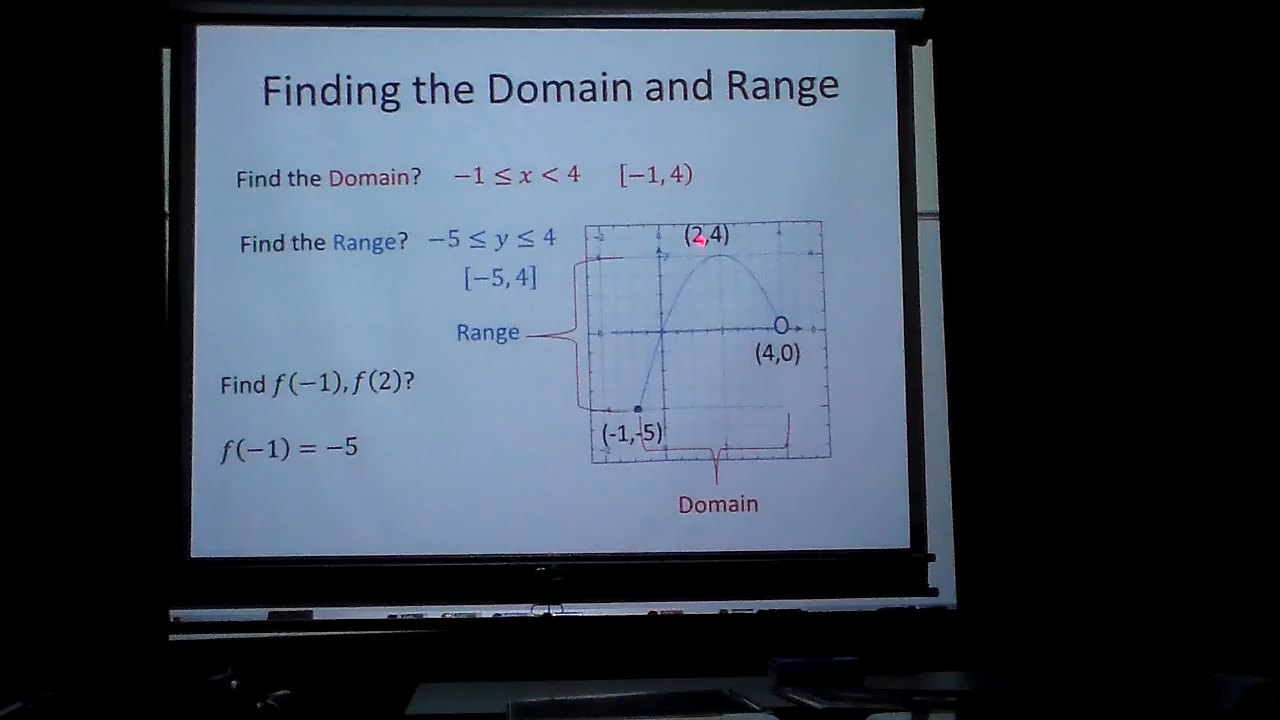 Finding the Domain and Range
Find the Domain? −1 ≤ x < 4 [−1, 4)
Find the Range? −5 ≤ y ≤ 4
[−5, 4]
(2,4)
Range
(4,0)
Find f(−1), f(2)?
(-1,-5)
f(−1) = −5
Domain